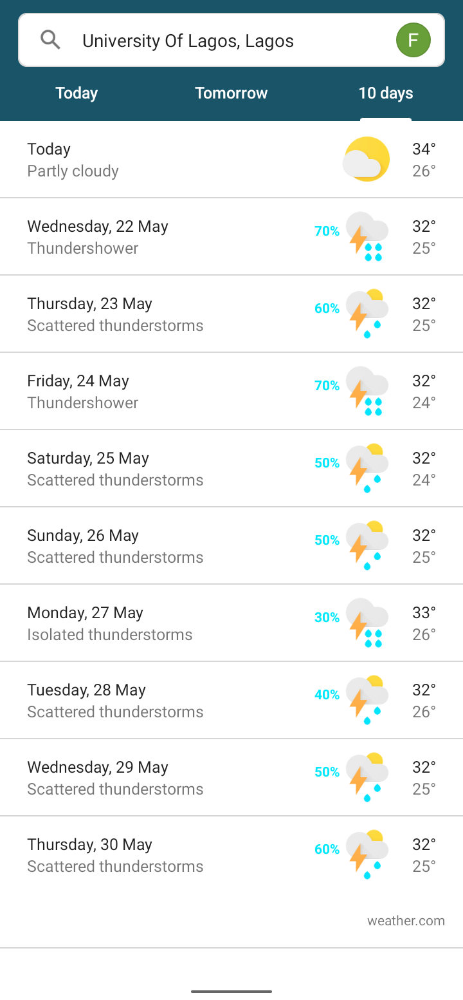 University Of Lagos, Lagos
F
Today
Tomorrow
10 days
Today
Partly cloudy
34°
26°
Wednesday, 22 May
Thundershower
70%
32°
25°
Thursday, 23 May
Scattered thunderstorms
60%
32°
25°
Friday, 24 May
Thundershower
70%
32°
24°
Saturday, 25 May
Scattered thunderstorms
50%
32°
24°
Sunday, 26 May
Scattered thunderstorms
50%
32°
25°
Monday, 27 May
Isolated thunderstorms
30%
33°
26°
Tuesday, 28 May
Scattered thunderstorms
40%
32°
26°
Wednesday, 29 May
Scattered thunderstorms
50%
32°
25°
Thursday, 30 May
Scattered thunderstorms
60%
32°
25°
weather.com